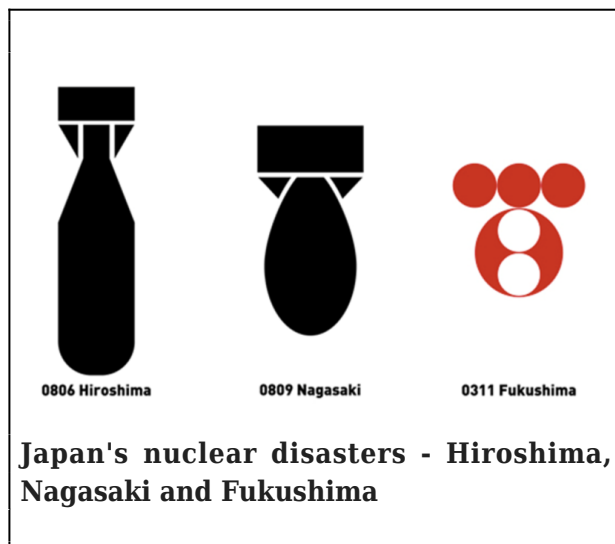 0806 Hiroshima 0809 Nagasaki 0311 Fukushima
Japan's nuclear disasters - Hiroshima,
Nagasaki and Fukushima